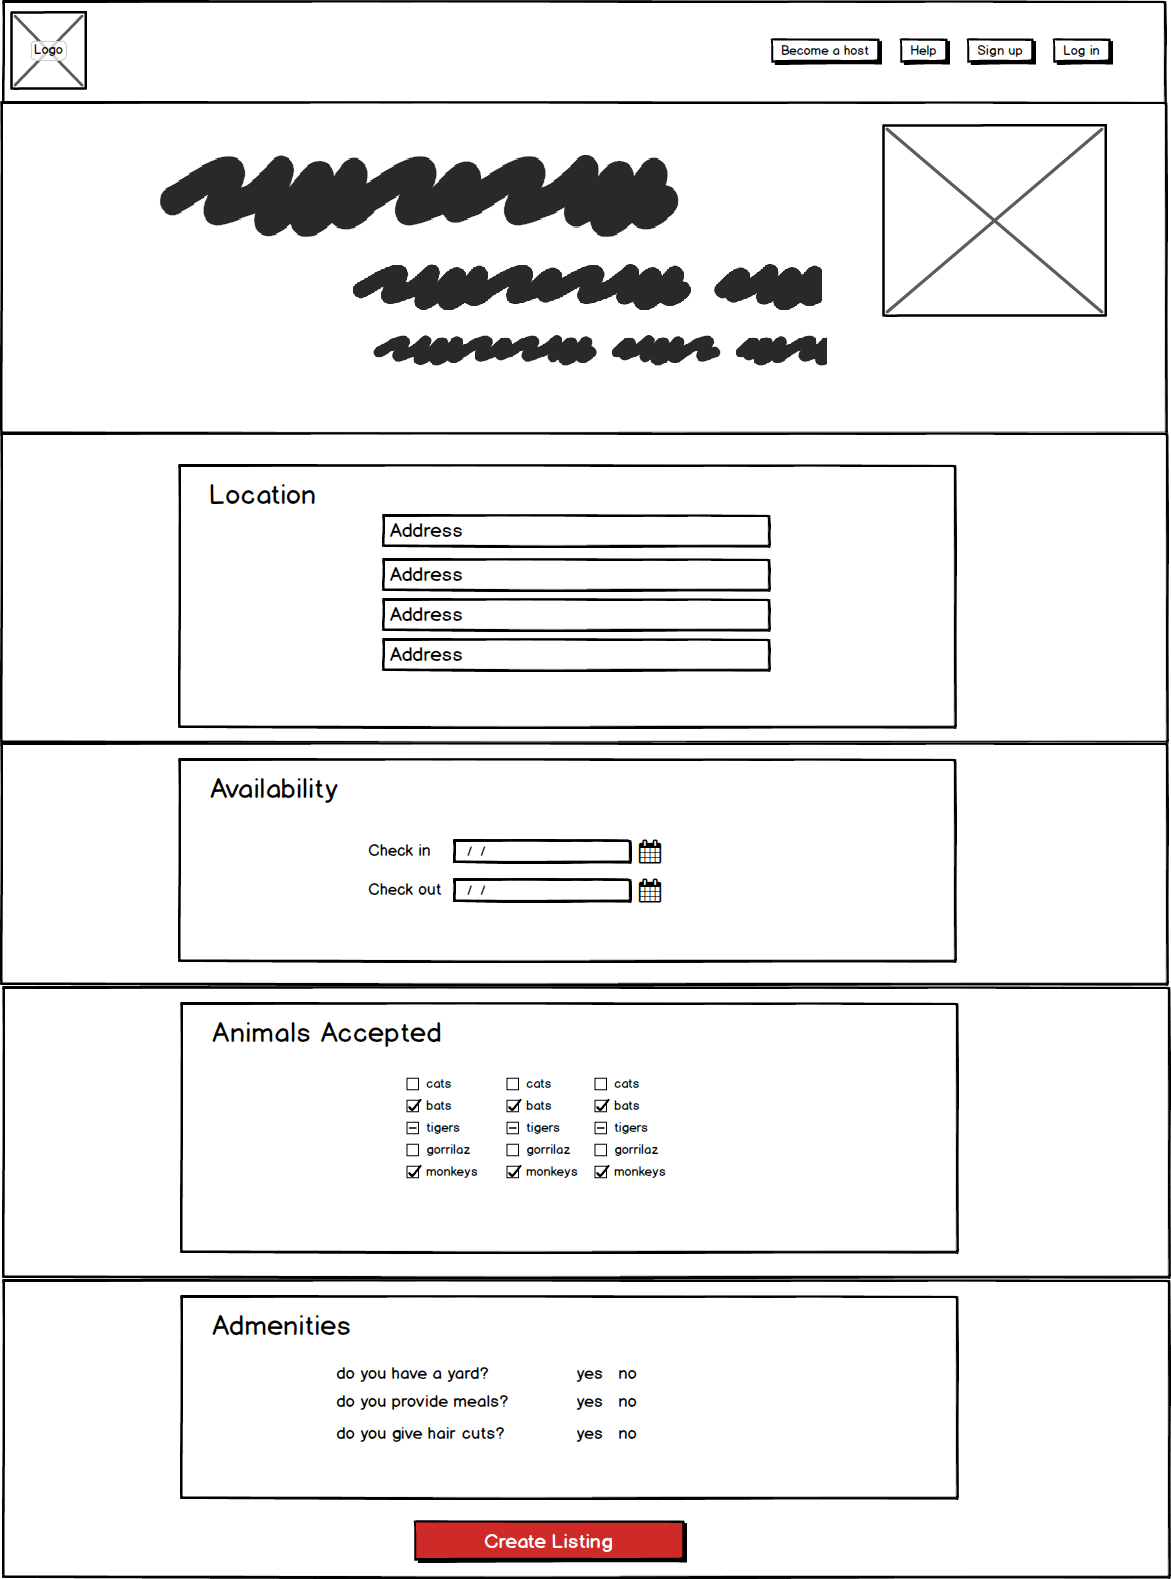 Logo
Become a host Help Sign up Log in
Location
Address
Address
Address
Address
Availability
Check in / /
Check out / /
Animals Accepted
cats cats cats
bats bats bats
tigers tigers tigers
gorrilaz gorrilaz gorrilaz
monkeys monkeys monkeys
Admenities
do you have a yard? yes no
do you provide meals? yes no
do you give hair cuts? yes no
Create Listing